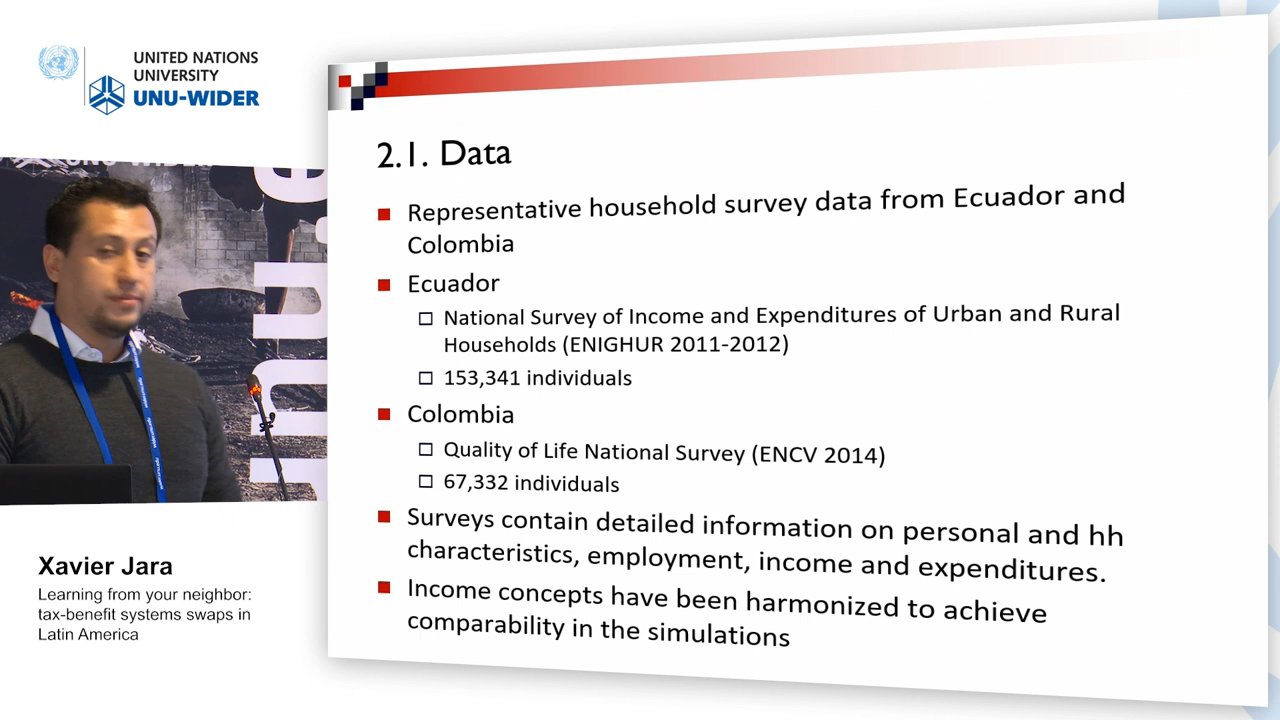 UNITED NATIONS
UNIVERSITY
UNU-WIDER
2.1. Data
Representative household survey data from Ecuador and
Colombia
Ecuador
National Survey of Income and Expenditures of Urban and Rural
Households (ENIGHUR 2011-2012)
153,341 individuals
Colombia
Quality of Life National Survey (ENCV 2014)
67,332 individuals
Surveys contain detailed information on personal and hh
characteristics, employment, income and expenditures.
Income concepts have been harmonized to achieve
comparability in the simulations
Xavier Jara
Learning from your neighbor:
tax-benefit systems swaps in
Latin America